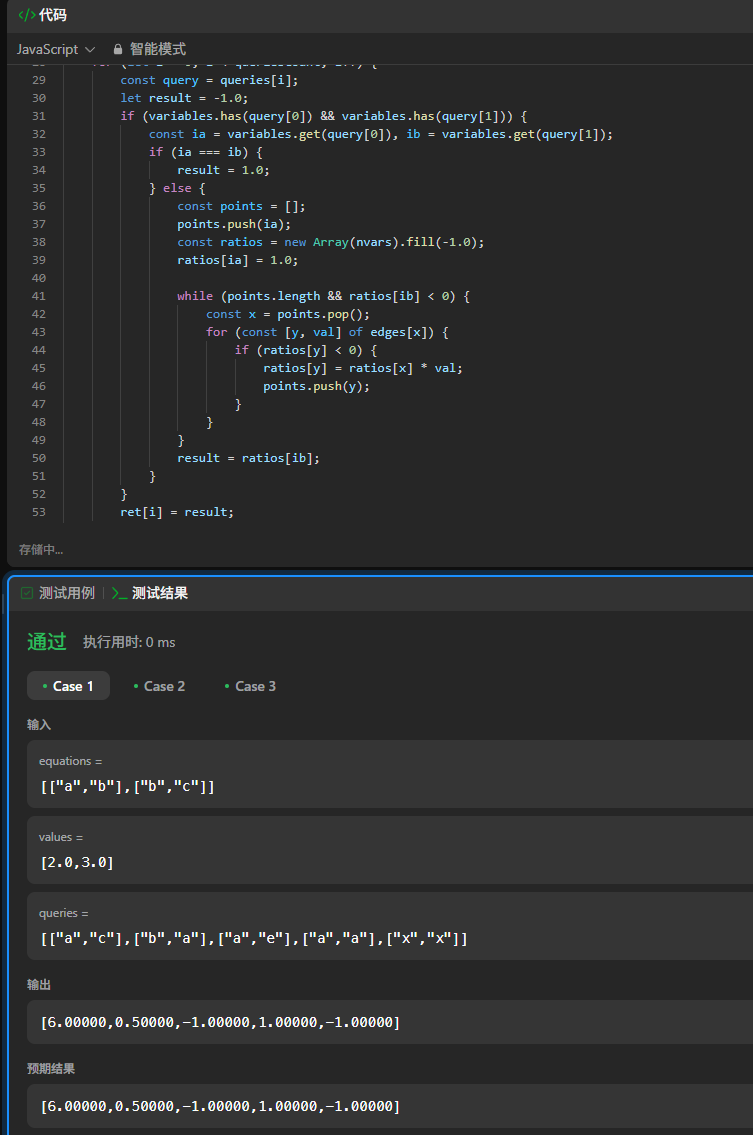 </> 代码
JavaScript 智能模式
29 const query = queries[i];
30 let result = -1.0;
31 if (variables.has(query[0]) && variables.has(query[1])) {
32 const ia = variables.get(query[0]), ib = variables.get(query[1]);
33 if (ia === ib) {
34 result = 1.0;
35 } else {
36 const points = [];
37 points.push(ia);
38 const ratios = new Array(nvars).fill(-1.0);
39 ratios[ia] = 1.0;
40
41 while (points.length && ratios[ib] < 0) {
42 const x = points.pop();
43 for (const [y, val] of edges[x]) {
44 if (ratios[y] < 0) {
45 ratios[y] = ratios[x] * val;
46 points.push(y);
47 }
48 }
49 }
50 result = ratios[ib];
51 }
52 }
53 ret[i] = result;
存储中...
测试用例 | >_ 测试结果
通过 执行用时: 0 ms
• Case 1 • Case 2 • Case 3
输入
equations =
[["a","b"],["b","c"]]
values =
[2.0,3.0]
queries =
[["a","c"],["b","a"],["a","e"],["a","a"],["x","x"]]
输出
[6.00000,0.50000,-1.00000,1.00000,-1.00000]
预期结果
[6.00000,0.50000,-1.00000,1.00000,-1.00000]